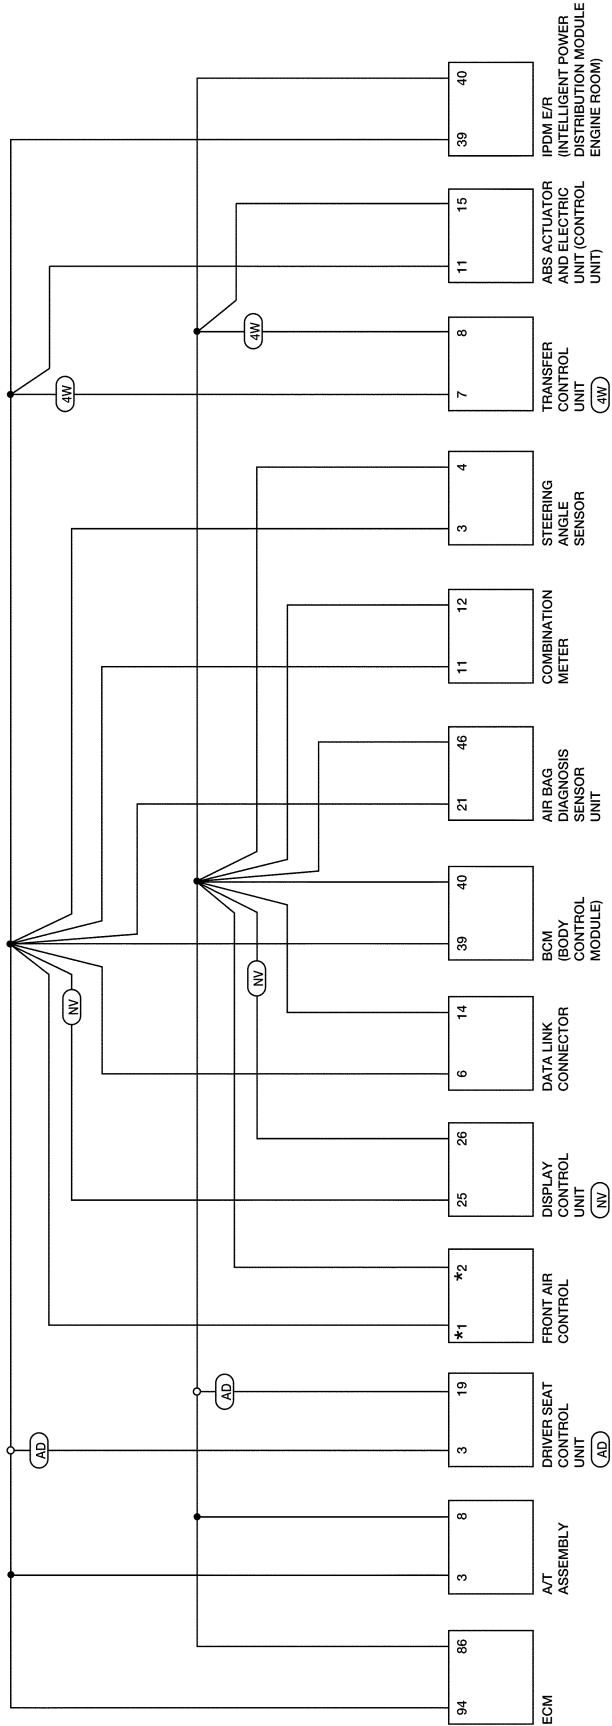 AD
4W
NV
AD
4W
NV
94 86
ECM
3 8
A/T
ASSEMBLY
3 19
DRIVER SEAT
CONTROL
UNIT
AD
*1 *2
FRONT AIR
CONTROL
25 26
DISPLAY
CONTROL
UNIT
NV
6 14
DATA LINK
CONNECTOR
39 40
BCM
(BODY
CONTROL
MODULE)
21 46
AIR BAG
DIAGNOSIS
SENSOR
UNIT
11 12
COMBINATION
METER
3 4
STEERING
ANGLE
SENSOR
7 8
TRANSFER
CONTROL
UNIT
4W
11 15
ABS ACTUATOR
AND ELECTRIC
UNIT (CONTROL
UNIT)
39 40
IPDM E/R
(INTELLIGENT POWER
DISTRIBUTION MODULE
ENGINE ROOM)